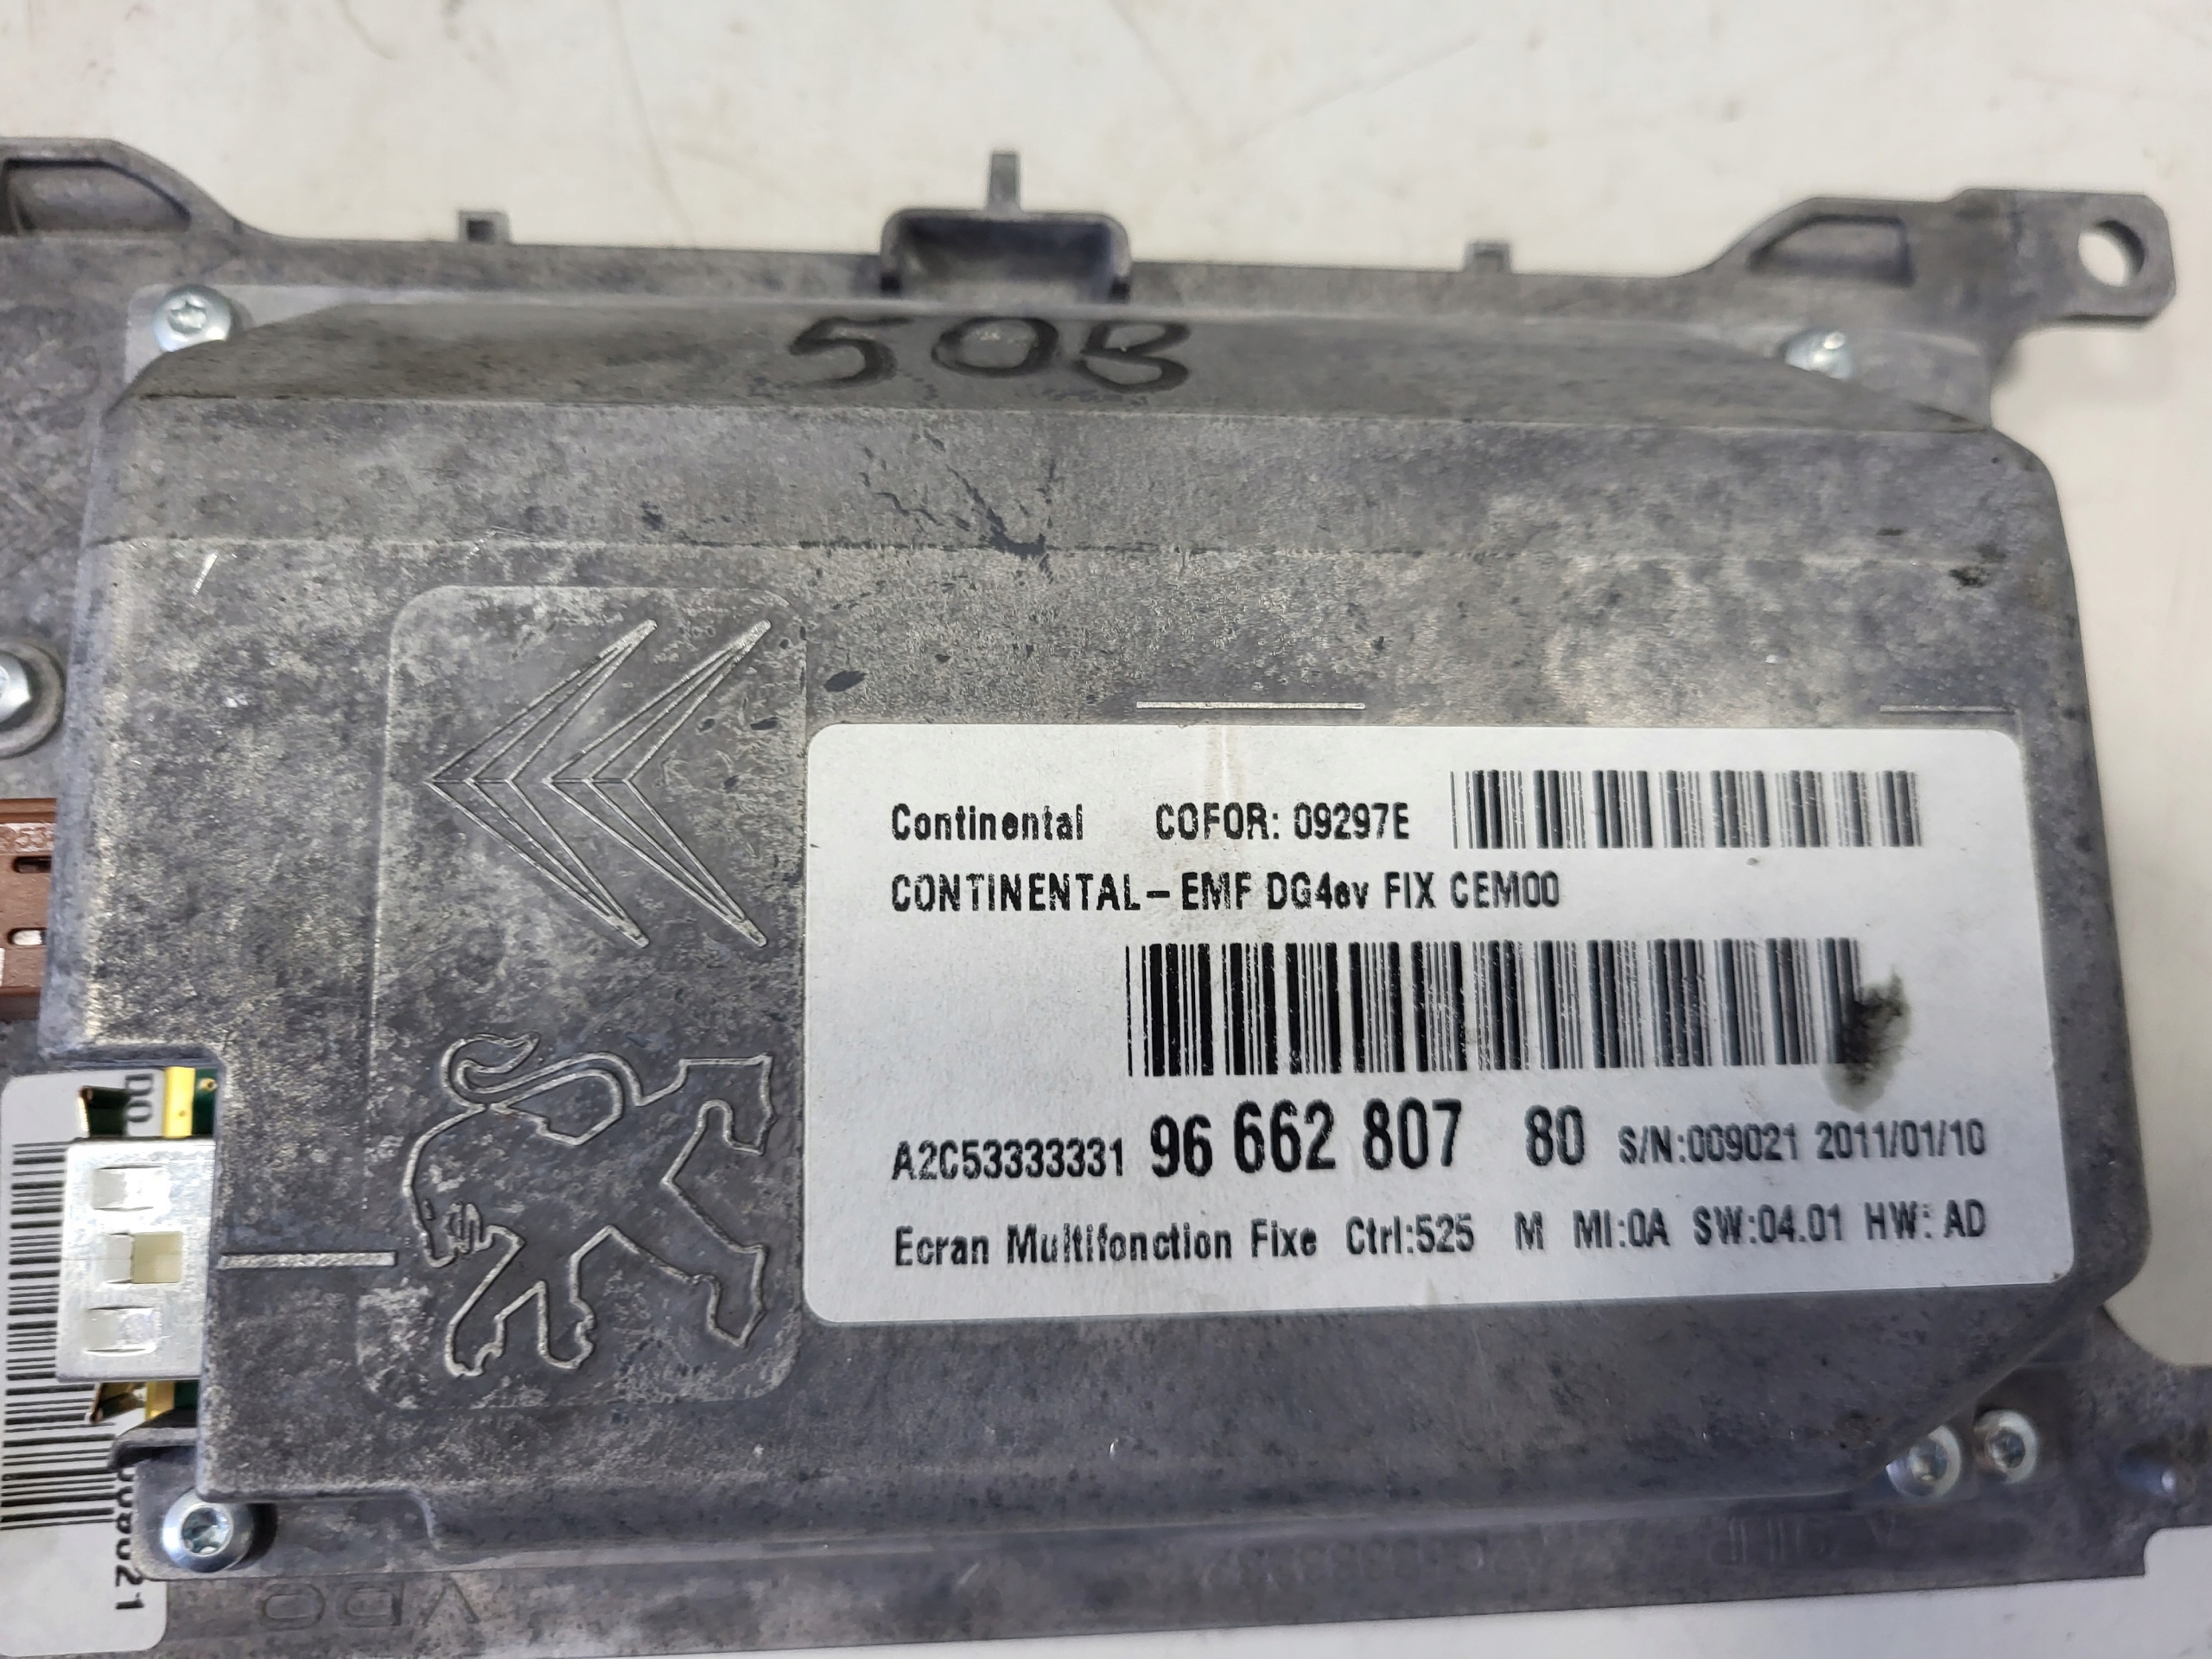 508
Continental COFOR: 09297E
CONTINENTAL-EMF DG4ev FIX CEM00
A2C53333331 96 662 807 80 S/N:009021 2011/01/10
Ecran Multifonction Fixe Ctrl:525 M MI:0A SW:04.01 HW: AD
VDO